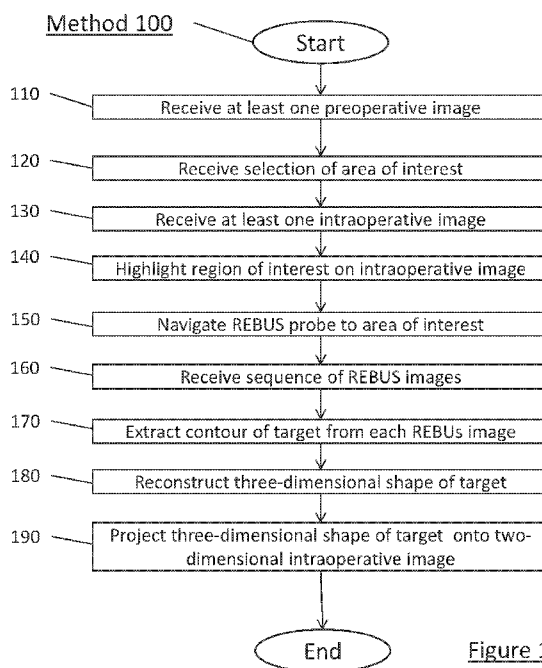 Method 100
Start
110
Receive at least one preoperative image
120
Receive selection of area of interest
130
Receive at least one intraoperative image
140
Highlight region of interest on intraoperative image
150
Navigate REBUS probe to area of interest
160
Receive sequence of REBUS images
170
Extract contour of target from each REBUs image
180
Reconstruct three-dimensional shape of target
190
Project three-dimensional shape of target onto two-
dimensional intraoperative image
End
Figure 1